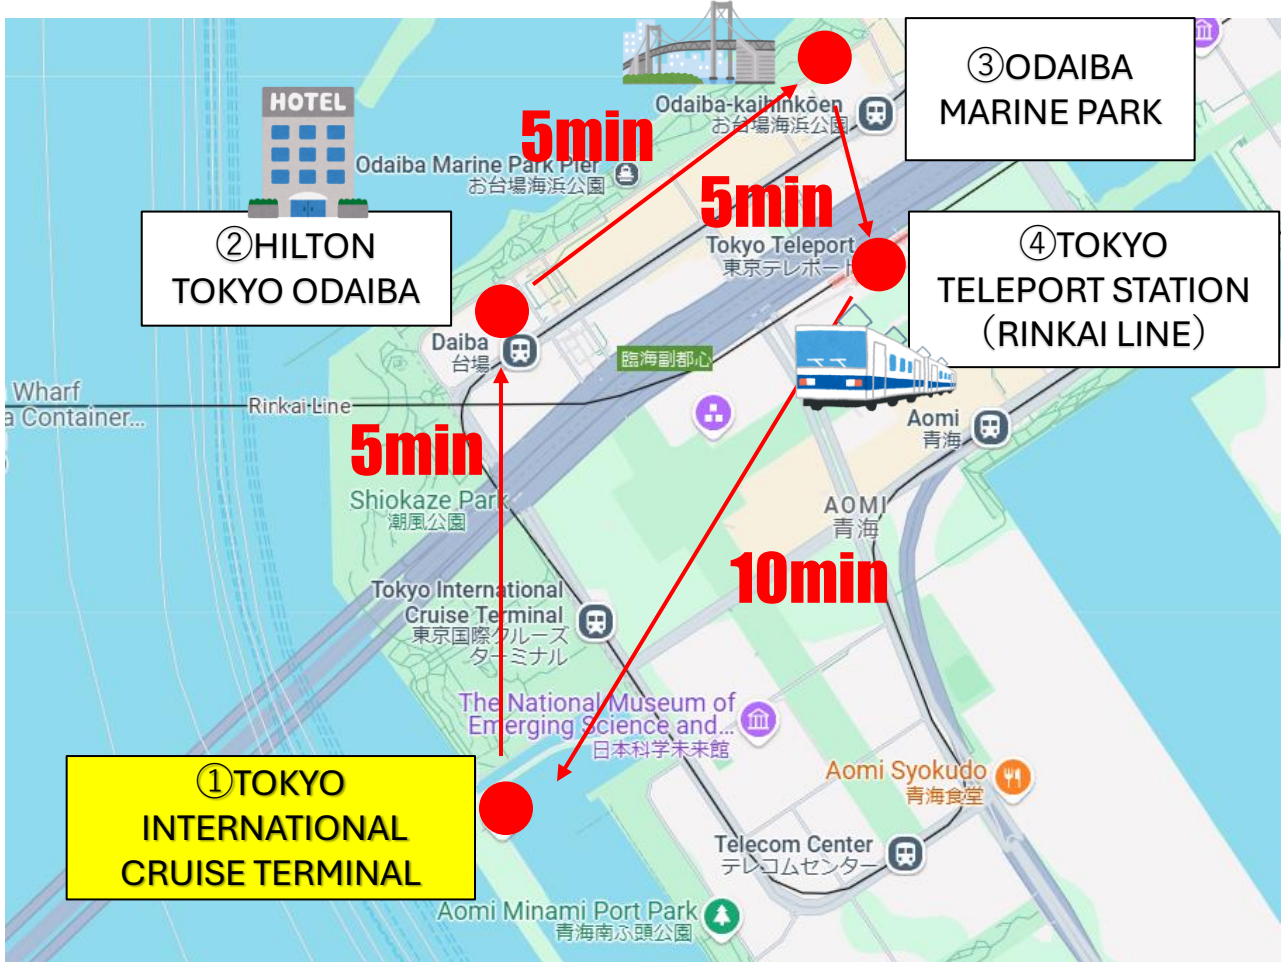 HOTEL
③ODAIBA
MARINE PARK
Odaiba-kaihinkōen
お台場海浜公園
5min
Odaiba Marine Park Pier
お台場海浜公園
②HILTON
TOKYO ODAIBA
5min
Tokyo Teleport
東京テレポート
④TOKYO
TELEPORT STATION
（RINKAI LINE）
Daiba
台場
臨海副都心
Wharf
a Container...
Rinkai Line
Aomi
青海
5min
Shiokaze Park
潮風公園
AOMI
青海
10min
Tokyo International
Cruise Terminal
東京国際クルーズ
ターミナル
The National Museum of
Emerging Science and...
日本科学未来館
①TOKYO
INTERNATIONAL
CRUISE TERMINAL
Aomi Syokudo
青海食堂
Telecom Center
テレコムセンター
Aomi Minami Port Park
青海南ふ頭公園